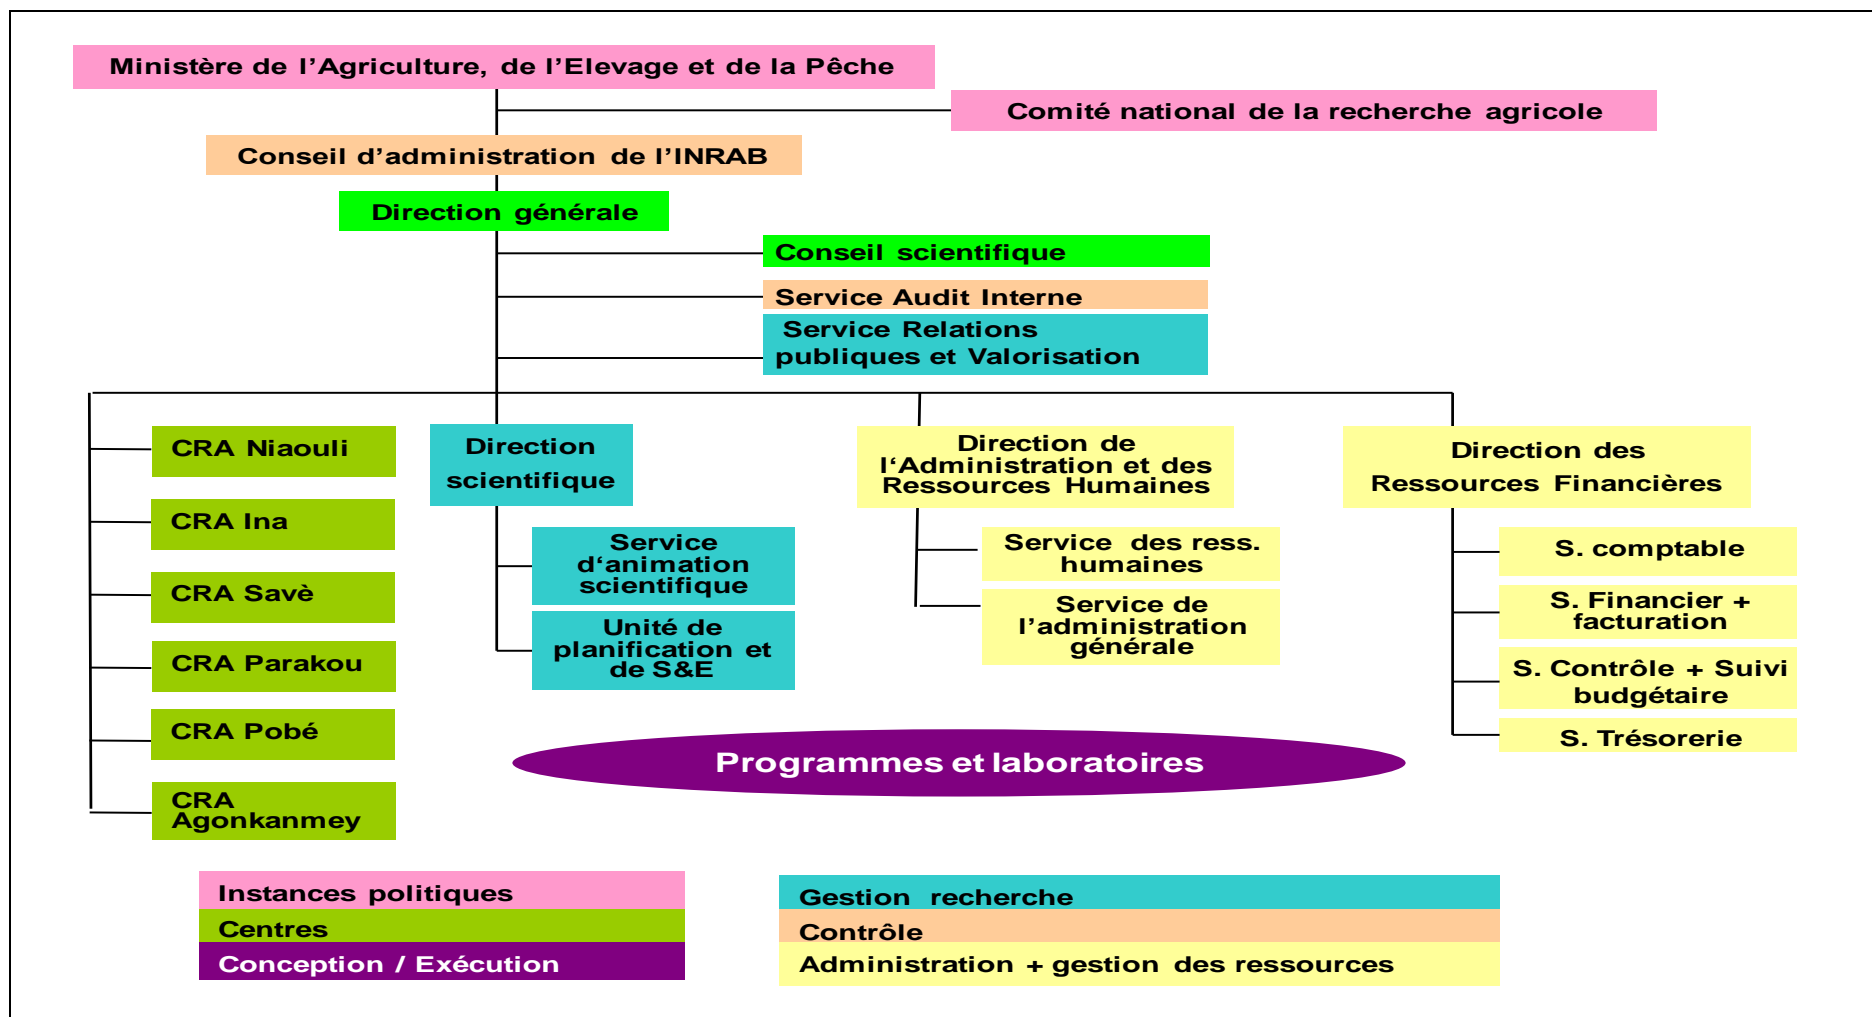 Ministère de l’Agriculture, de l’Elevage et de la Pêche
Comité national de la recherche agricole
Conseil d’administration de l’INRAB
Direction générale
Conseil scientifique
Service Audit Interne
Service Relations
publiques et Valorisation
CRA Niaouli
CRA Ina
CRA Savè
CRA Parakou
CRA Pobé
CRA
Agonkanmey
Direction
scientifique
Service
d‘animation
scientifique
Unité de
planification et
de S&E
Direction de
l‘Administration et des
Ressources Humaines
Service des ress.
humaines
Service de
l’administration
générale
Direction des
Ressources Financières
S. comptable
S. Financier +
facturation
S. Contrôle + Suivi
budgétaire
S. Trésorerie
Programmes et laboratoires
Instances politiques
Centres
Conception / Exécution
Gestion recherche
Contrôle
Administration + gestion des ressources